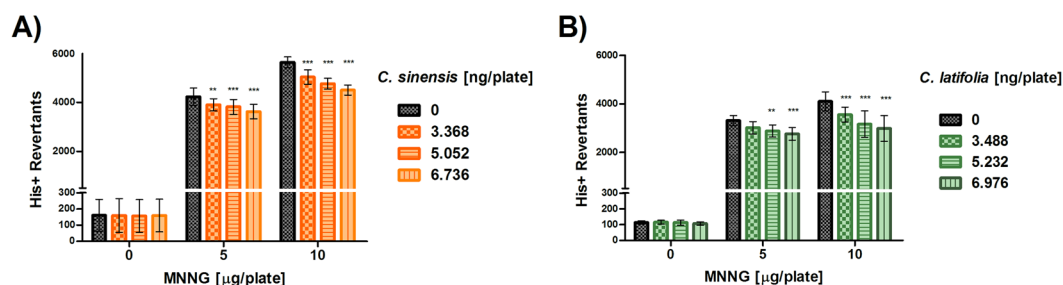 A)
6000
4000
2000
300
200
100
0
His+ Revertants
** *** ***
*** *** ***
0 5 10
MNNG [µg/plate]
C. sinensis [ng/plate]
0
3.368
5.052
6.736
B)
6000
4000
2000
300
200
100
0
His+ Revertants
** ***
*** *** ***
0 5 10
MNNG [µg/plate]
C. latifolia [ng/plate]
0
3.488
5.232
6.976